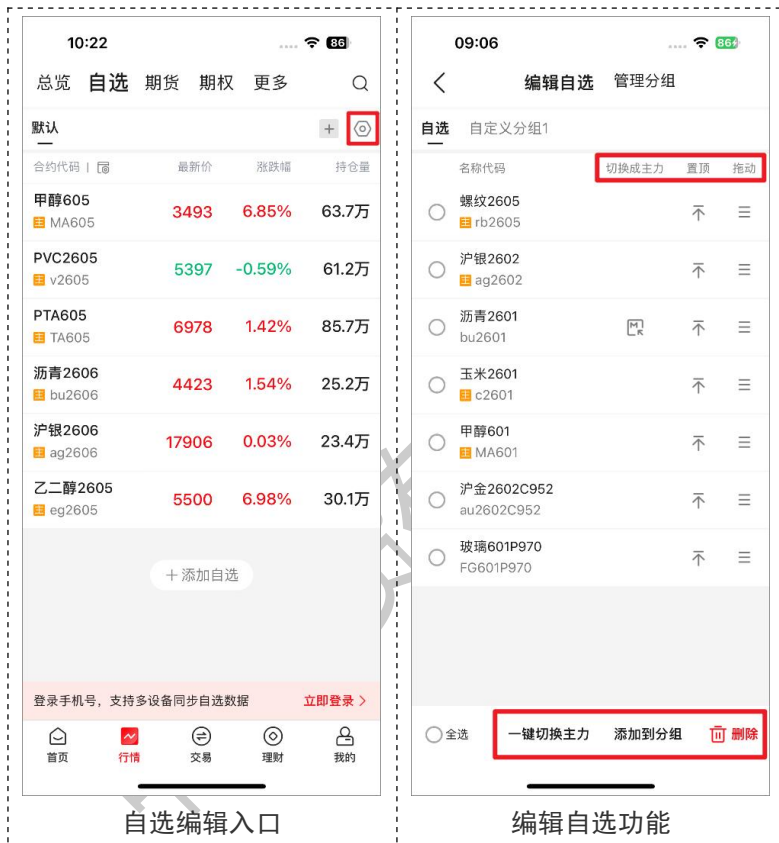 10:22
86
总览 自选 期货 期权 更多
默认
合约代码 | 最新价 涨跌幅 持仓量
甲醇605
主 MA605
3493 6.85% 63.7万
PVC2605
主 v2605
5397 -0.59% 61.2万
PTA605
主 TA605
6978 1.42% 85.7万
沥青2606
主 bu2606
4423 1.54% 25.2万
沪银2606
主 ag2606
17906 0.03% 23.4万
乙二醇2605
主 eg2605
5500 6.98% 30.1万
+ 添加自选
登录手机号，支持多设备同步自选数据 立即登录 >
首页 行情 交易 理财 我的
自选编辑入口
09:06
86
编辑自选 管理分组
自选 自定义分组1
名称代码 切换成主力 置顶 拖动
螺纹2605
主 rb2605
沪银2602
主 ag2602
沥青2601
bu2601
M
玉米2601
主 c2601
甲醇601
主 MA601
沪金2602C952
au2602C952
玻璃601P970
FG601P970
全选 一键切换主力 添加到分组 删除
编辑自选功能